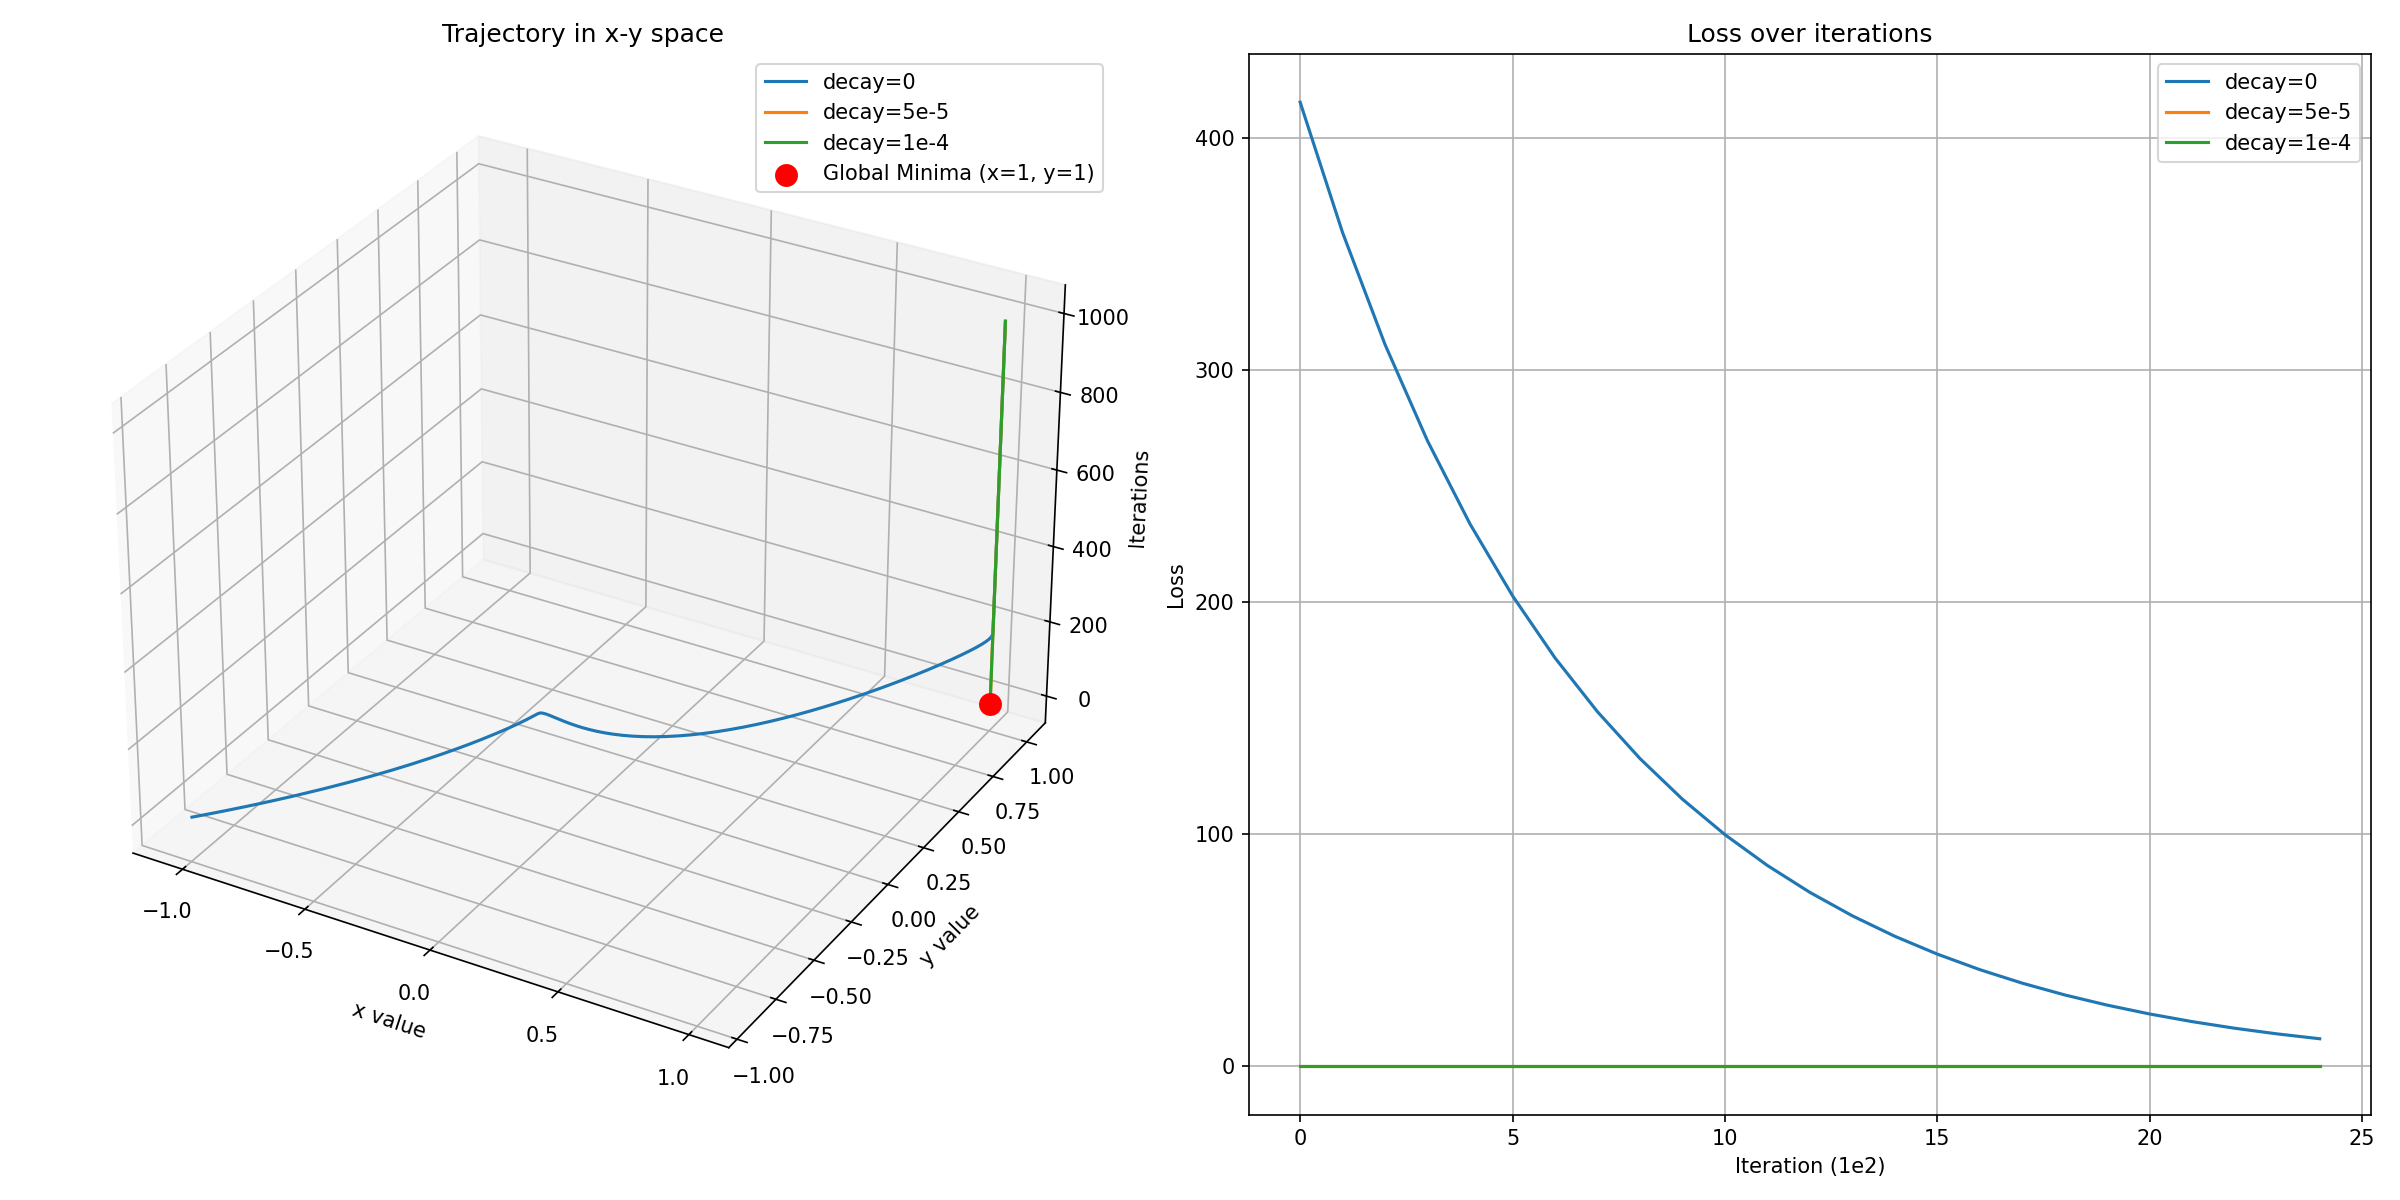 Trajectory in x-y space
decay=0
decay=5e-5
decay=1e-4
Global Minima (x=1, y=1)
1000
800
600
400
200
0
Iterations
1.00
0.75
0.50
0.25
0.00
−0.25
−0.50
−0.75
−1.00
y value
−1.0
−0.5
0.0
0.5
1.0
x value
Loss over iterations
decay=0
decay=5e-5
decay=1e-4
400
300
200
100
0
Loss
0
5
10
15
20
25
Iteration (1e2)